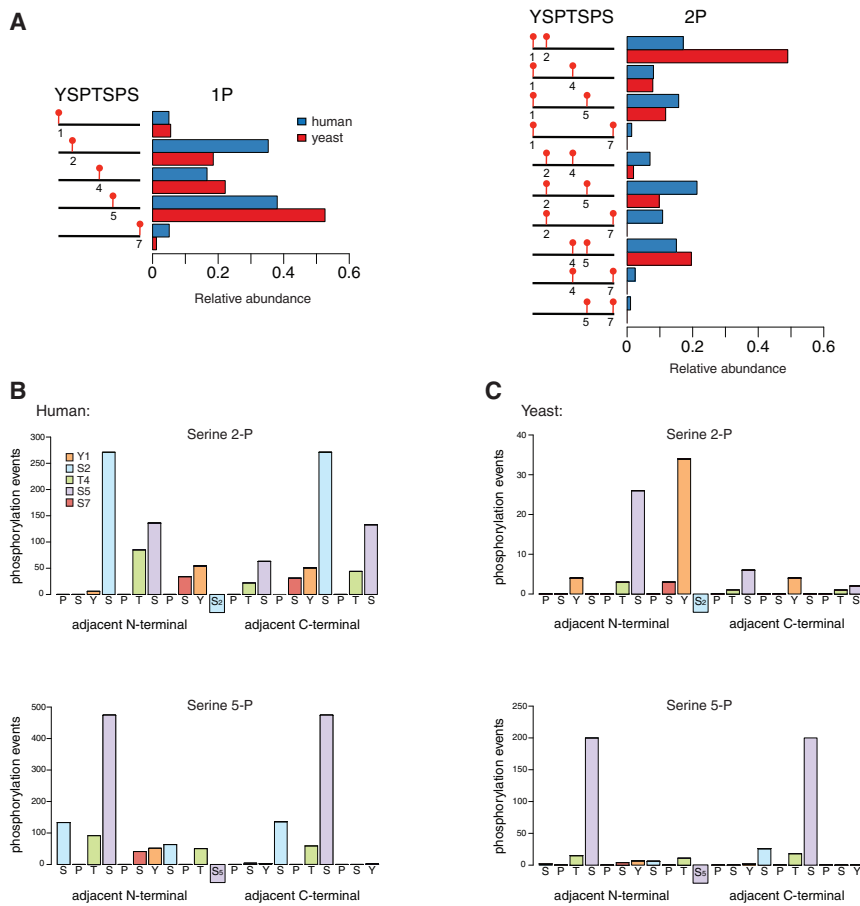 A
YSPTSPS 1P
human
yeast
1
2
4
5
7
0 0.2 0.4 0.6
Relative abundance
YSPTSPS 2P
1 2
1 4
1 5
1 7
2 4
2 5
2 7
4 5
4 7
5 7
0 0.2 0.4 0.6
Relative abundance
B
Human:
Serine 2-P
phosphorylation events
300
250
200
150
100
50
0
Y1
S2
T4
S5
S7
P S Y S P T S P S Y S2 P T S P S Y S P T S
adjacent N-terminal adjacent C-terminal
Serine 5-P
phosphorylation events
500
400
300
200
100
0
S P T S P S Y S P T S5 P S Y S P T S P S Y
adjacent N-terminal adjacent C-terminal
C
Yeast:
Serine 2-P
phosphorylation events
40
30
20
10
0
P S Y S P T S P S Y S2 P T S P S Y S P T S
adjacent N-terminal adjacent C-terminal
Serine 5-P
phosphorylation events
250
200
150
100
50
0
S P T S P S Y S P T S5 P S Y S P T S P S Y
adjacent N-terminal adjacent C-terminal